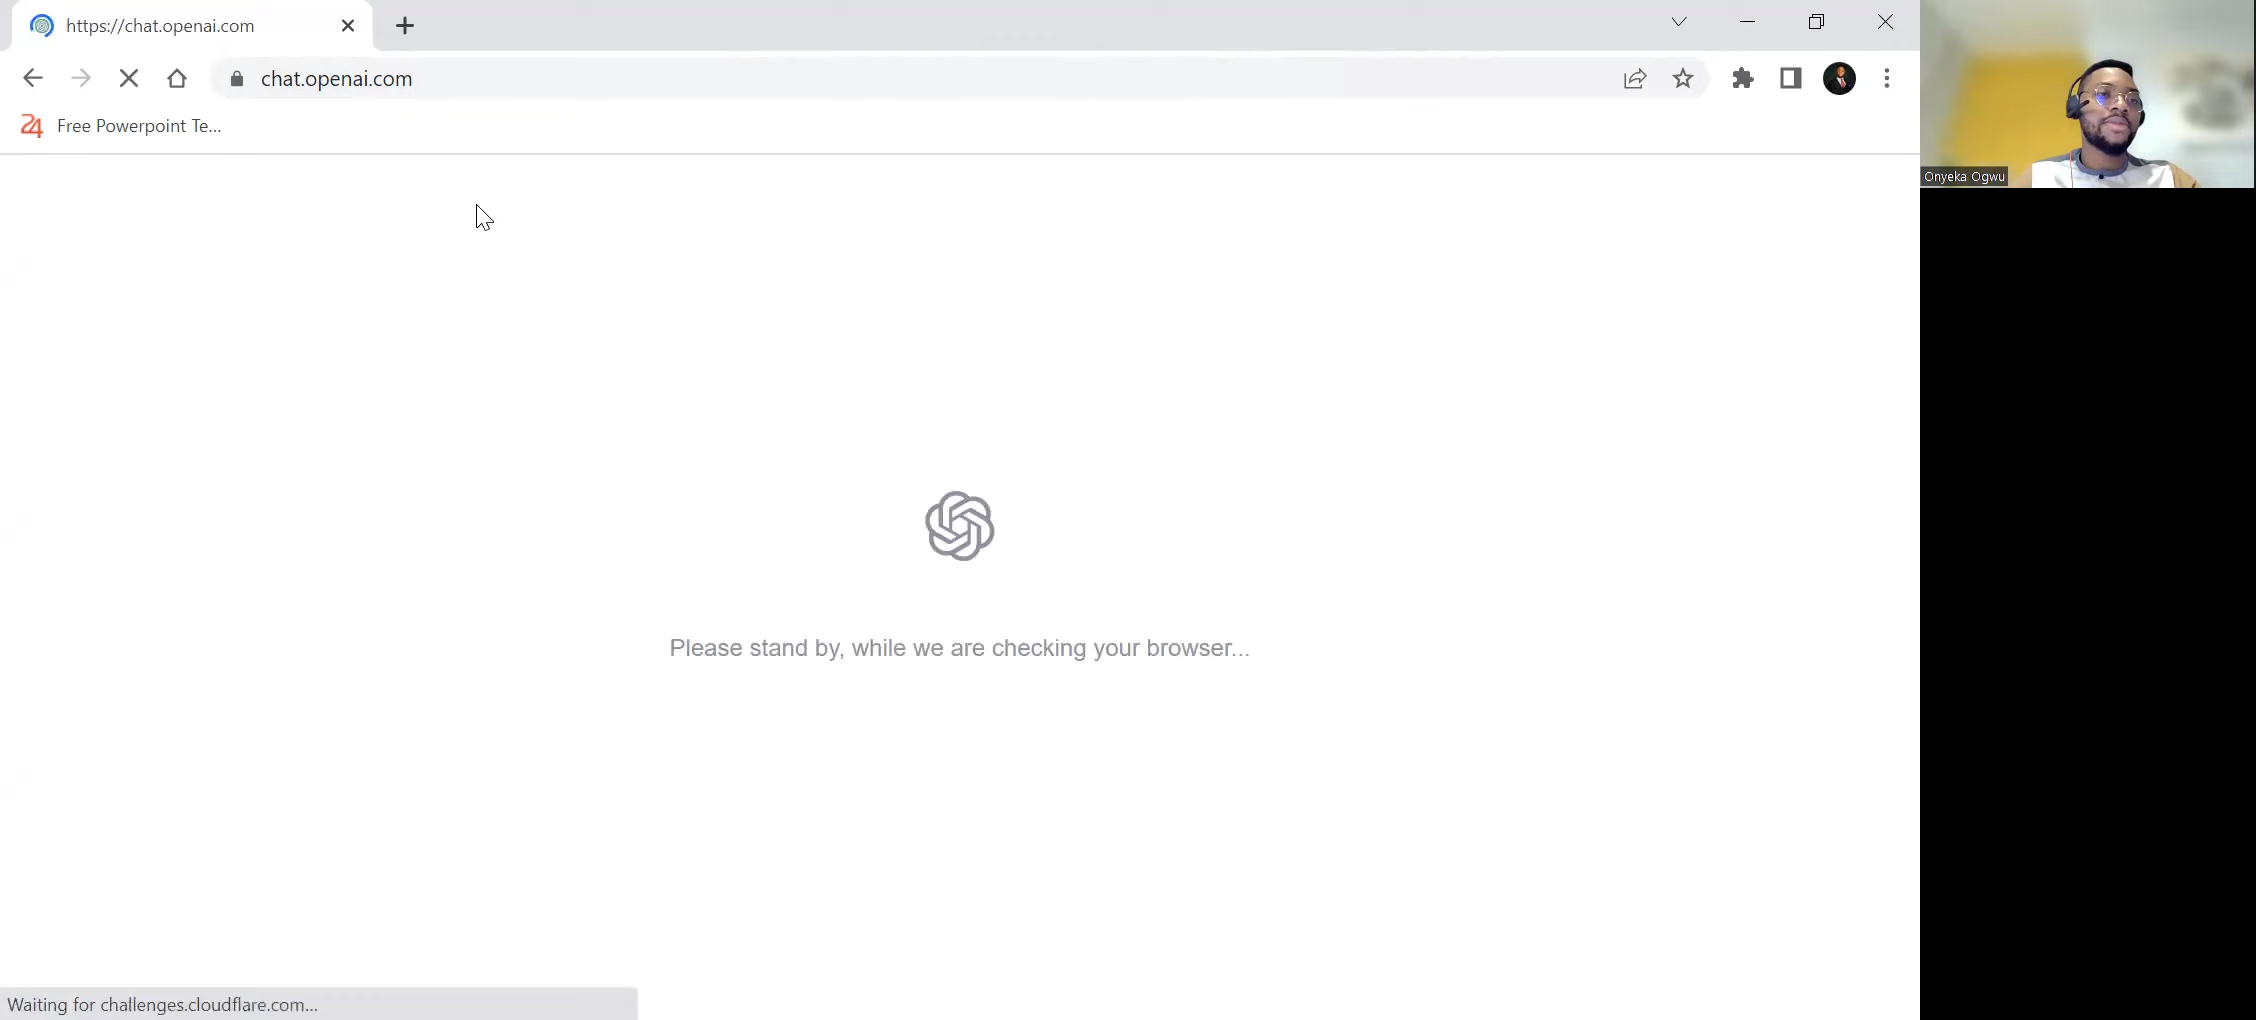 https://chat.openai.com
chat.openai.com
24 Free Powerpoint Te...
Onyeka Ogwu
Please stand by, while we are checking your browser...
Waiting for challenges.cloudflare.com...